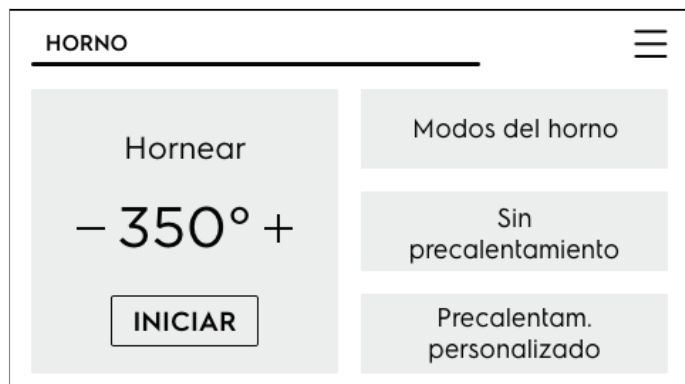 HORNO
Hornear
− 350° +
INICIAR
Modos del horno
Sin
precalentamiento
Precalentam.
personalizado